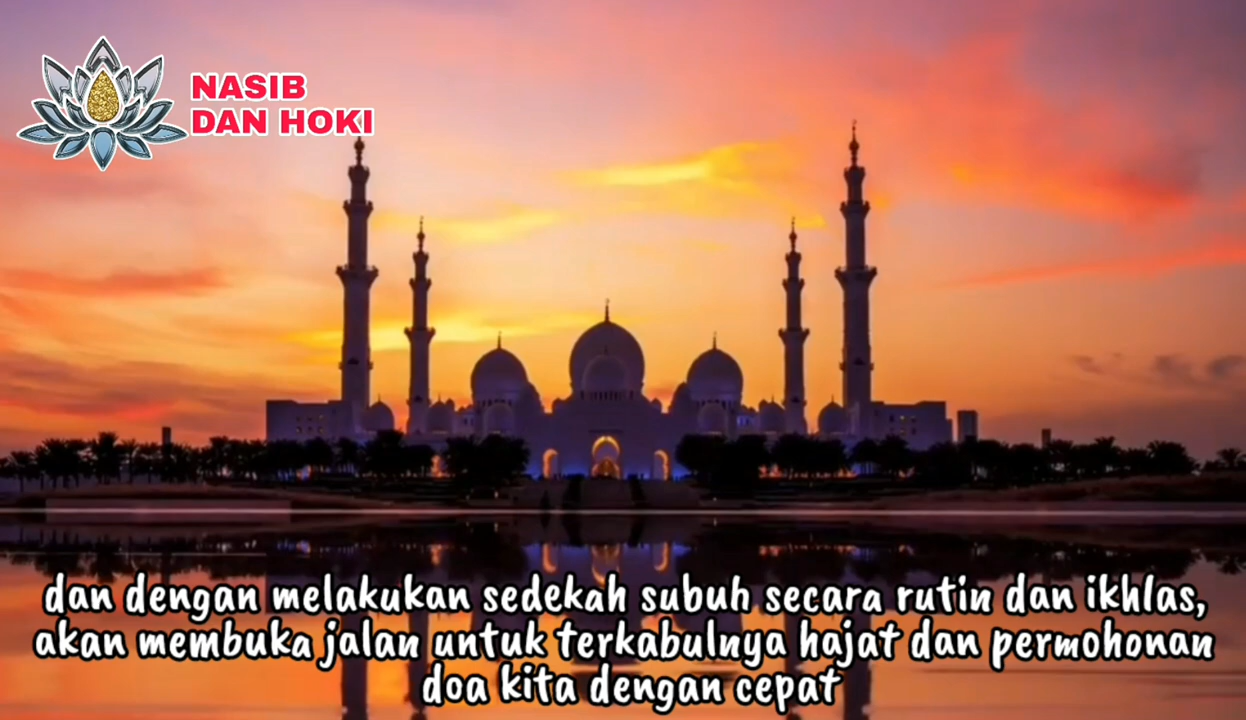 NASIB
DAN HOKI
dan dengan melakukan sedekah subuh secara rutin dan ikhlas,
akan membuka jalan untuk terkabulnya hajat dan permohonan
doa kita dengan cepat